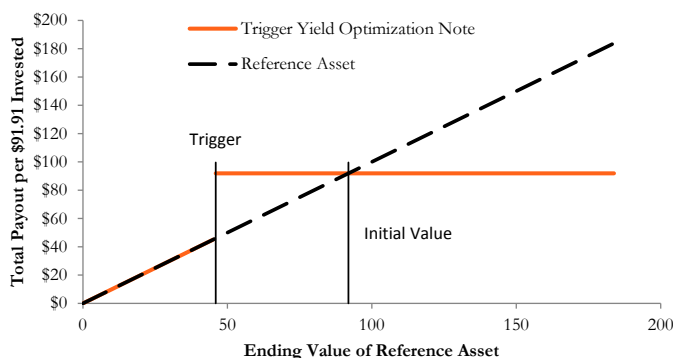 Total Payout per $91.91 Invested
$200
$180
$160
$140
$120
$100
$80
$60
$40
$20
$0
Trigger Yield Optimization Note
Reference Asset
Trigger
Initial Value
0
50
100
150
200
Ending Value of Reference Asset